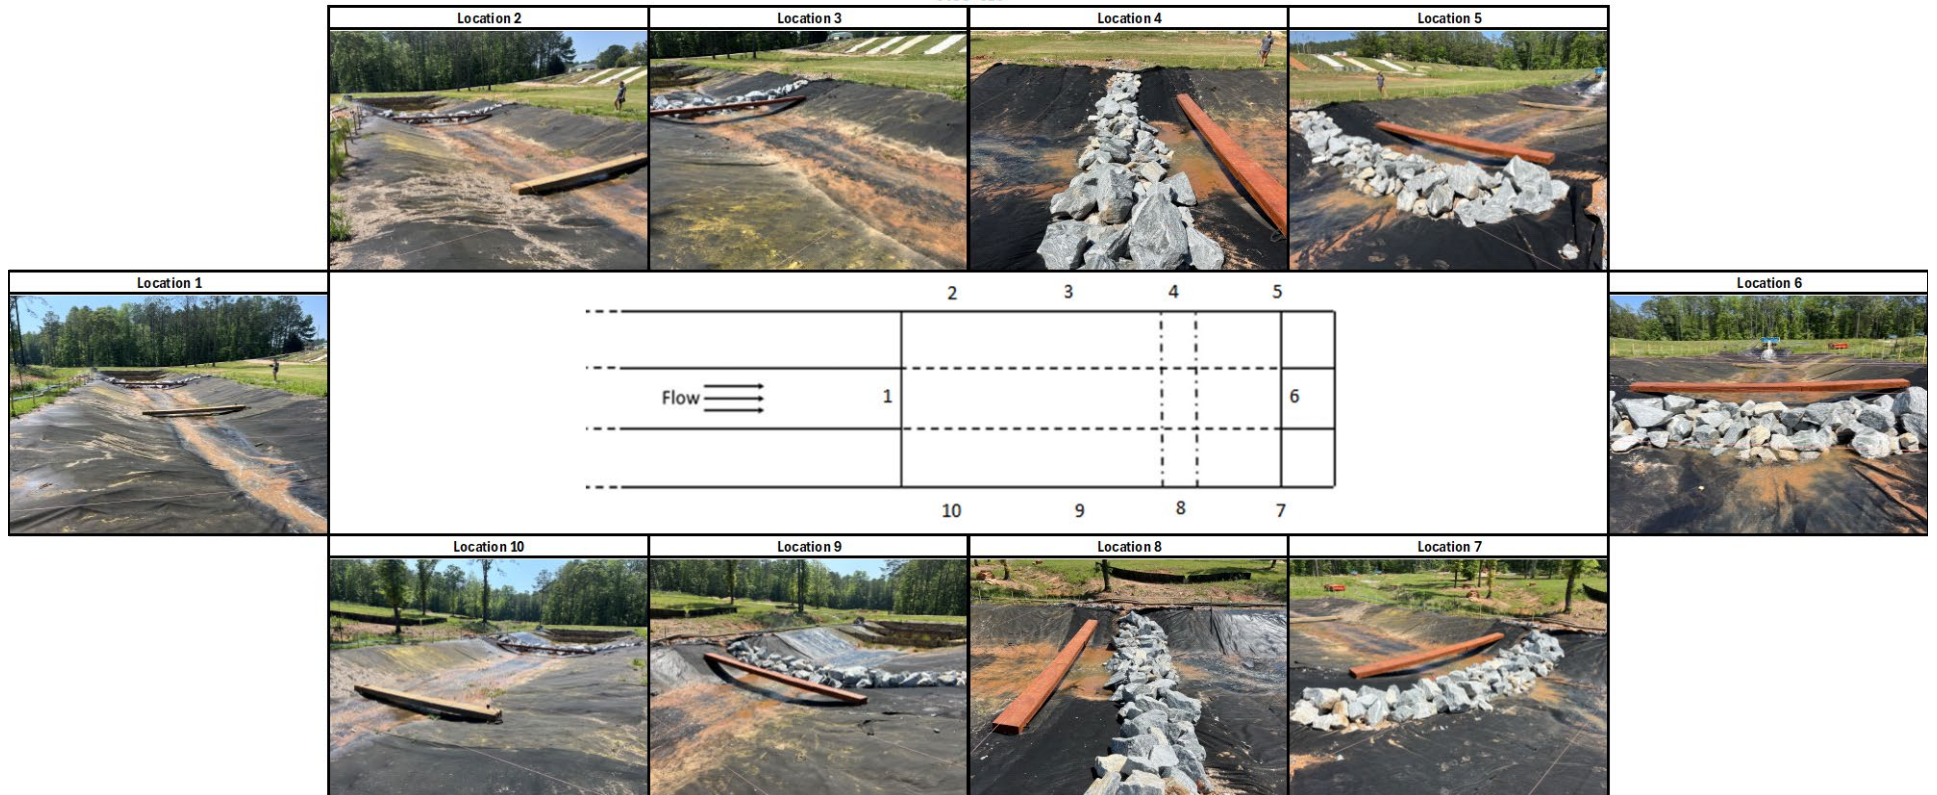 Location 2
Location 3
Location 4
Location 5
Location 1
Location 6
2
3
4
5
Flow
1
6
10
9
8
7
Location 10
Location 9
Location 8
Location 7